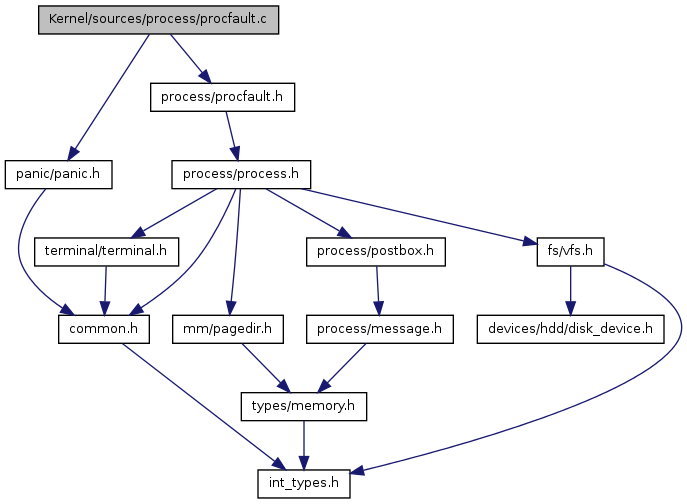 Kernel/sources/process/procfault.c
process/procfault.h
panic/panic.h
process/process.h
terminal/terminal.h
process/postbox.h
fs/vfs.h
common.h
mm/pagedir.h
process/message.h
devices/hdd/disk_device.h
types/memory.h
int_types.h